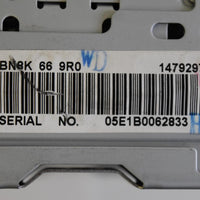 BN8K 66 9R0 WD 147929
SERIAL NO. 05E1B0062833